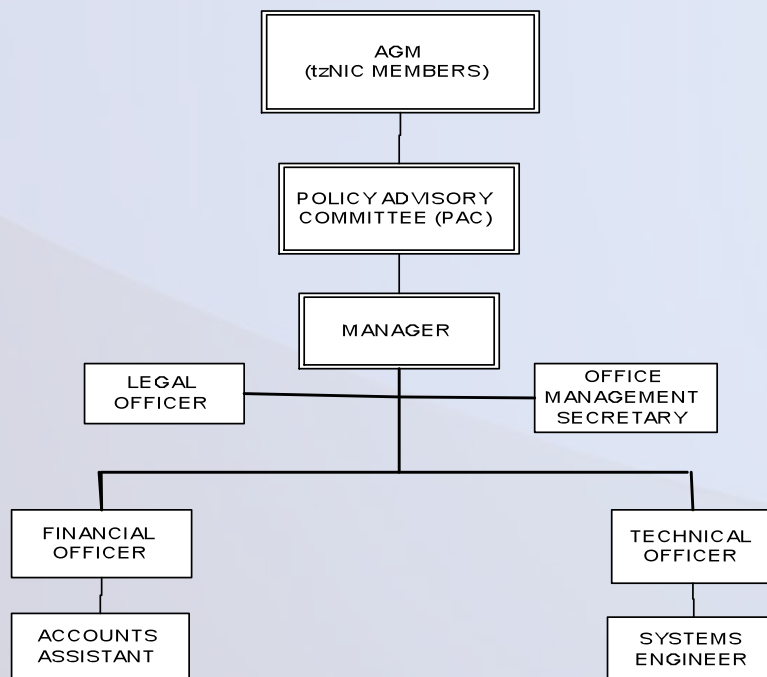 AGM
(tzNIC MEMBERS)
POLICY ADVISORY
COMMITTEE (PAC)
MANAGER
LEGAL
OFFICER
OFFICE
MANAGEMENT
SECRETARY
FINANCIAL
OFFICER
TECHNICAL
OFFICER
ACCOUNTS
ASSISTANT
SYSTEMS
ENGINEER